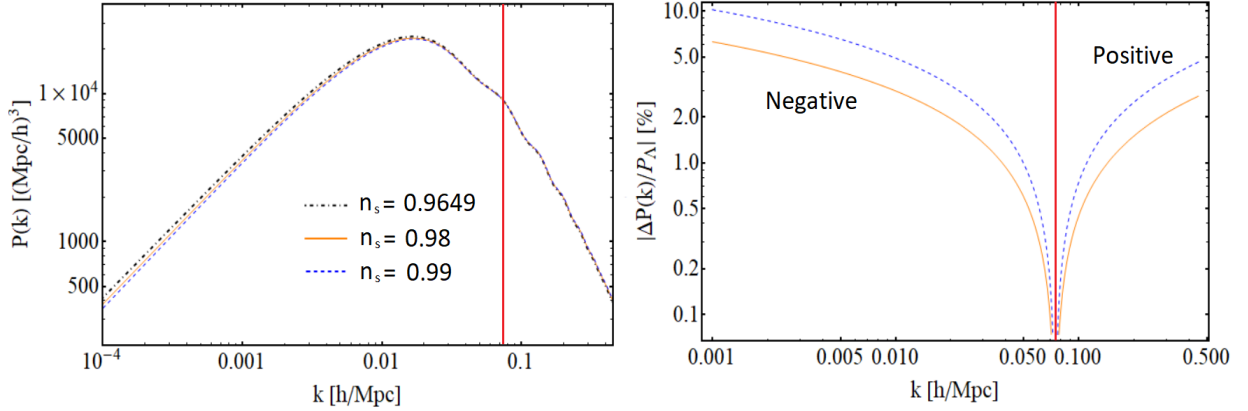 P(k) [(Mpc/h)^3]
1×10^4
5000
1000
500
n_s = 0.9649
n_s = 0.98
n_s = 0.99
10^-4 0.001 0.01 0.1
k [h/Mpc]
|ΔP(k)/P_Λ| [%]
10.0
5.0
2.0
1.0
0.5
0.2
0.1
Positive
Negative
0.001 0.005 0.010 0.050 0.100 0.500
k [h/Mpc]